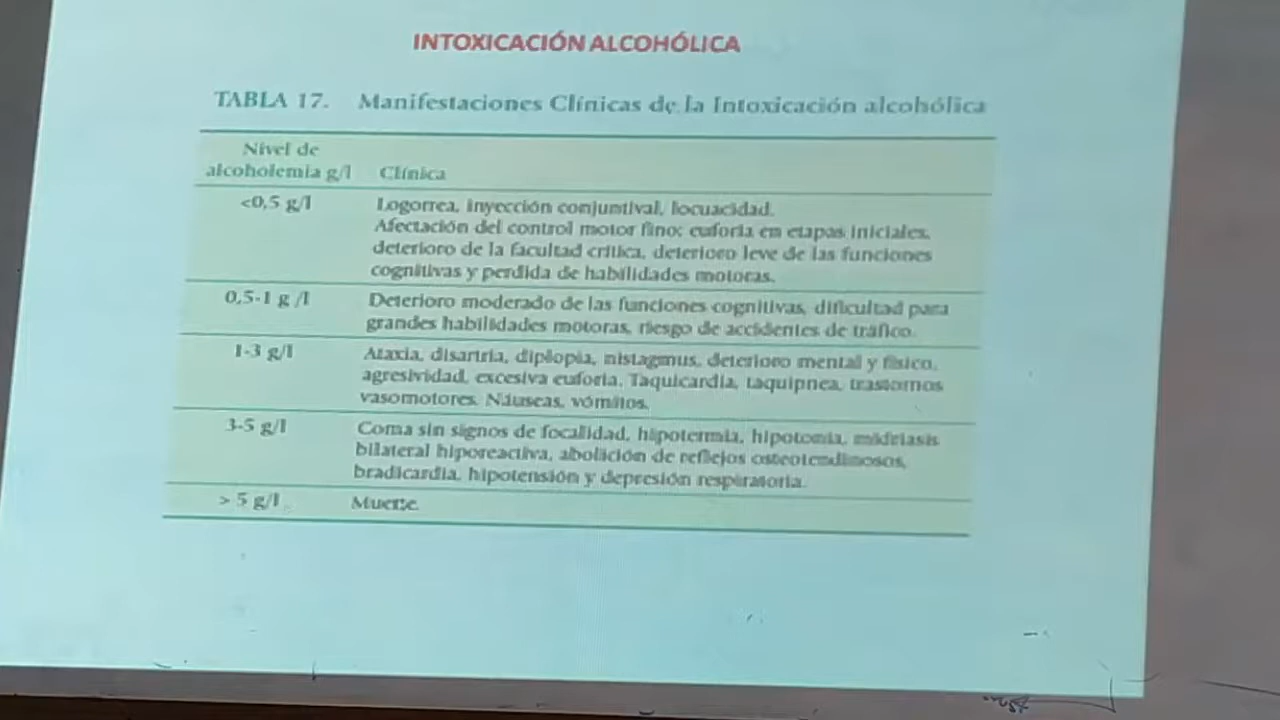 INTOXICACIÓN ALCOHÓLICA
TABLA 17. Manifestaciones Clínicas de la Intoxicación alcohólica
Nivel de
alcoholemia g/l Clínica
<0,5 g/l Logorrea, inyección conjuntival, locuacidad.
Afectación del control motor fino; euforia en etapas iniciales,
deterioro de la facultad crítica, deterioro leve de las funciones
cognitivas y perdida de habilidades motoras.
0,5-1 g /l Deterioro moderado de las funciones cognitivas, dificultad para
grandes habilidades motoras, riesgo de accidentes de tráfico.
1-3 g/l Ataxia, disartria, diplopia, nistagmus, deterioro mental y físico,
agresividad, excesiva euforia, Taquicardia, taquipnea, trastornos
vasomotores. Náuseas, vómitos.
3-5 g/l Coma sin signos de focalidad, hipotermia, hipotonia, midriasis
bilateral hiporeactiva, abolición de reflejos osteotendinosos,
bradicardia, hipotensión y depresión respiratoria.
> 5 g/l Muerte.